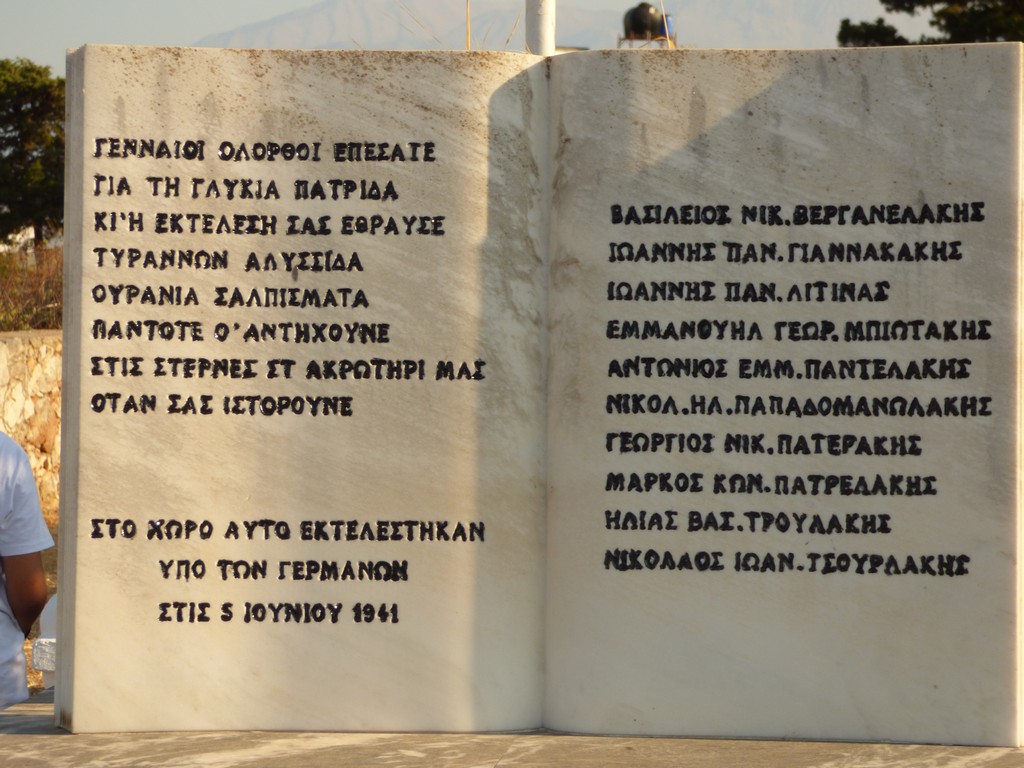 ΓΕΝΝΑΙΟΙ ΟΛΟΡΘΟΙ ΕΠΕΣΑΤΕ
ΓΙΑ ΤΗ ΓΛΥΚΙΑ ΠΑΤΡΙΔΑ
ΚΙ'Η ΕΚΤΕΛΕΣΗ ΣΑΣ ΕΘΡΑΥΣΕ
ΤΥΡΑΝΝΩΝ ΑΛΥΣΣΙΔΑ
ΟΥΡΑΝΙΑ ΣΑΛΠΙΣΜΑΤΑ
ΠΑΝΤΟΤΕ Θ'ΑΝΤΗΧΟΥΝΕ
ΣΤΙΣ ΣΤΕΡΝΕΣ ΣΤ ΑΚΡΩΤΗΡΙ ΜΑΣ
ΟΤΑΝ ΣΑΣ ΙΣΤΟΡΟΥΝΕ
ΣΤΟ ΧΩΡΟ ΑΥΤΟ ΕΚΤΕΛΕΣΤΗΚΑΝ
ΥΠΟ ΤΩΝ ΓΕΡΜΑΝΩΝ
ΣΤΙΣ 5 ΙΟΥΝΙΟΥ 1941
ΒΑΣΙΛΕΙΟΣ ΝΙΚ.ΒΕΡΓΑΝΕΛΑΚΗΣ
ΙΩΑΝΝΗΣ ΠΑΝ.ΓΙΑΝΝΑΚΑΚΗΣ
ΙΩΑΝΝΗΣ ΠΑΝ.ΛΙΤΙΝΑΣ
ΕΜΜΑΝΟΥΗΛ ΓΕΩΡ.ΜΠΙΩΤΑΚΗΣ
ΑΝΤΩΝΙΟΣ ΕΜΜ.ΠΑΝΤΕΛΑΚΗΣ
ΝΙΚΟΛ.ΗΛ.ΠΑΠΑΔΟΜΑΝΩΛΑΚΗΣ
ΓΕΩΡΓΙΟΣ ΝΙΚ.ΠΑΤΕΡΑΚΗΣ
ΜΑΡΚΟΣ ΚΩΝ.ΠΑΤΡΕΔΑΚΗΣ
ΗΛΙΑΣ ΒΑΣ.ΤΡΟΥΛΑΚΗΣ
ΝΙΚΟΛΑΟΣ ΙΩΑΝ.ΤΣΟΥΡΛΑΚΗΣ